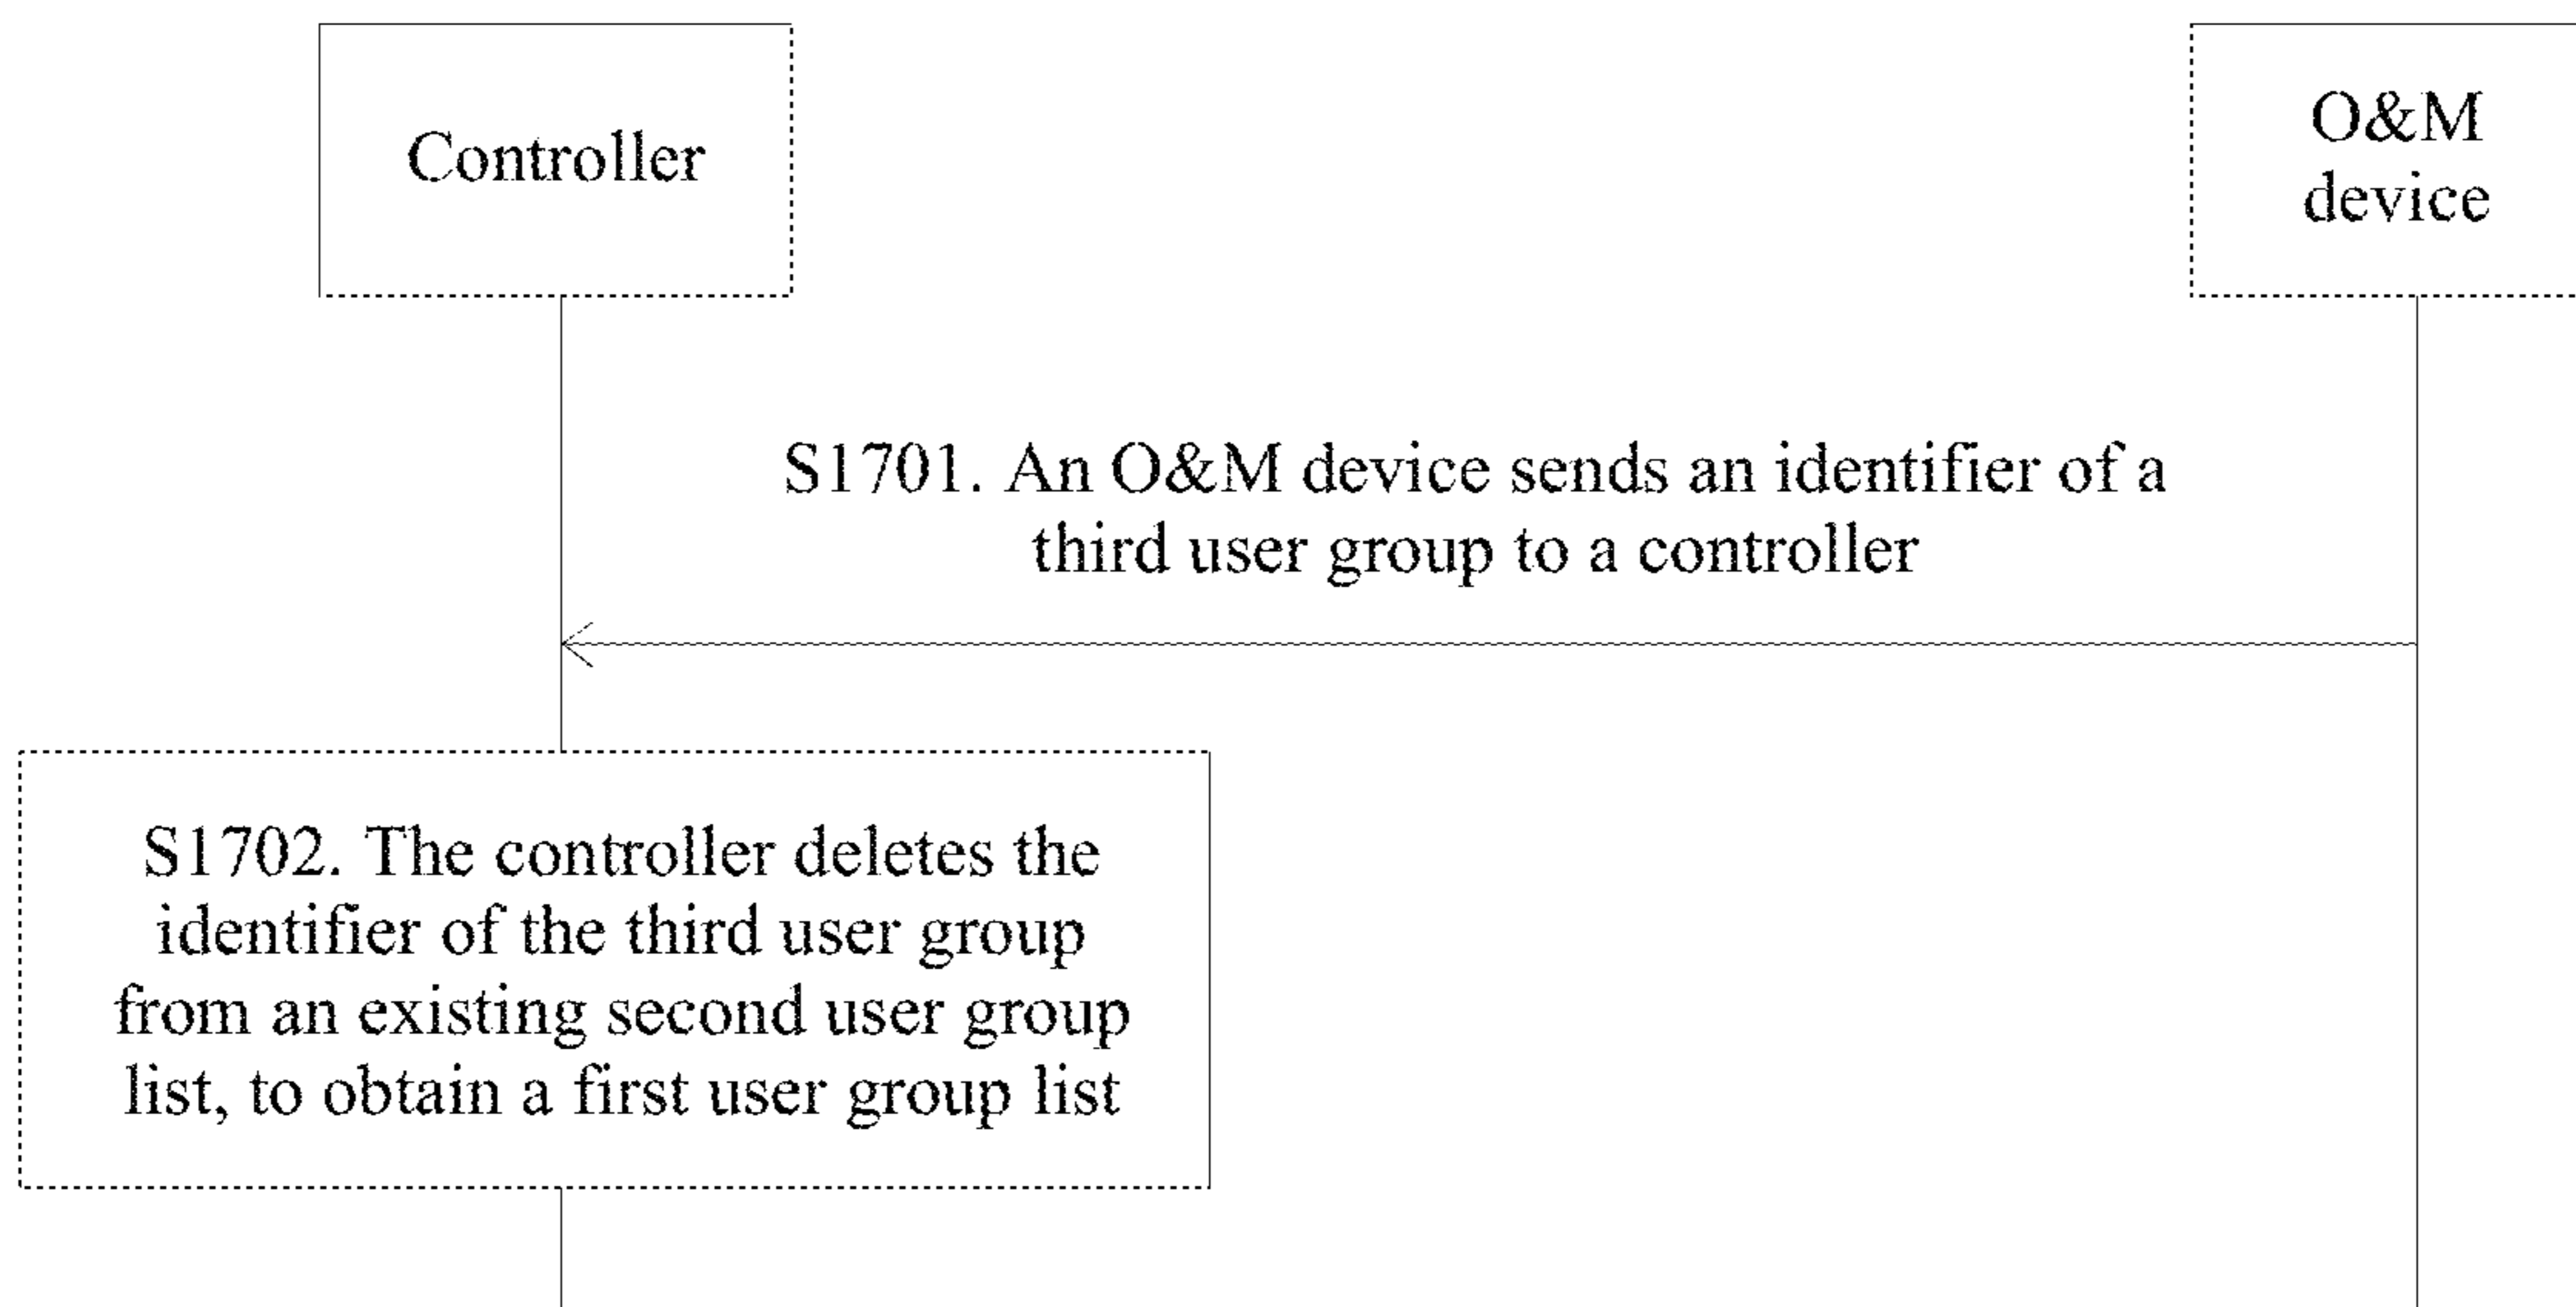 Controller
O&M
device
S1701. An O&M device sends an identifier of a
third user group to a controller
S1702. The controller deletes the
identifier of the third user group
from an existing second user group
list, to obtain a first user group list